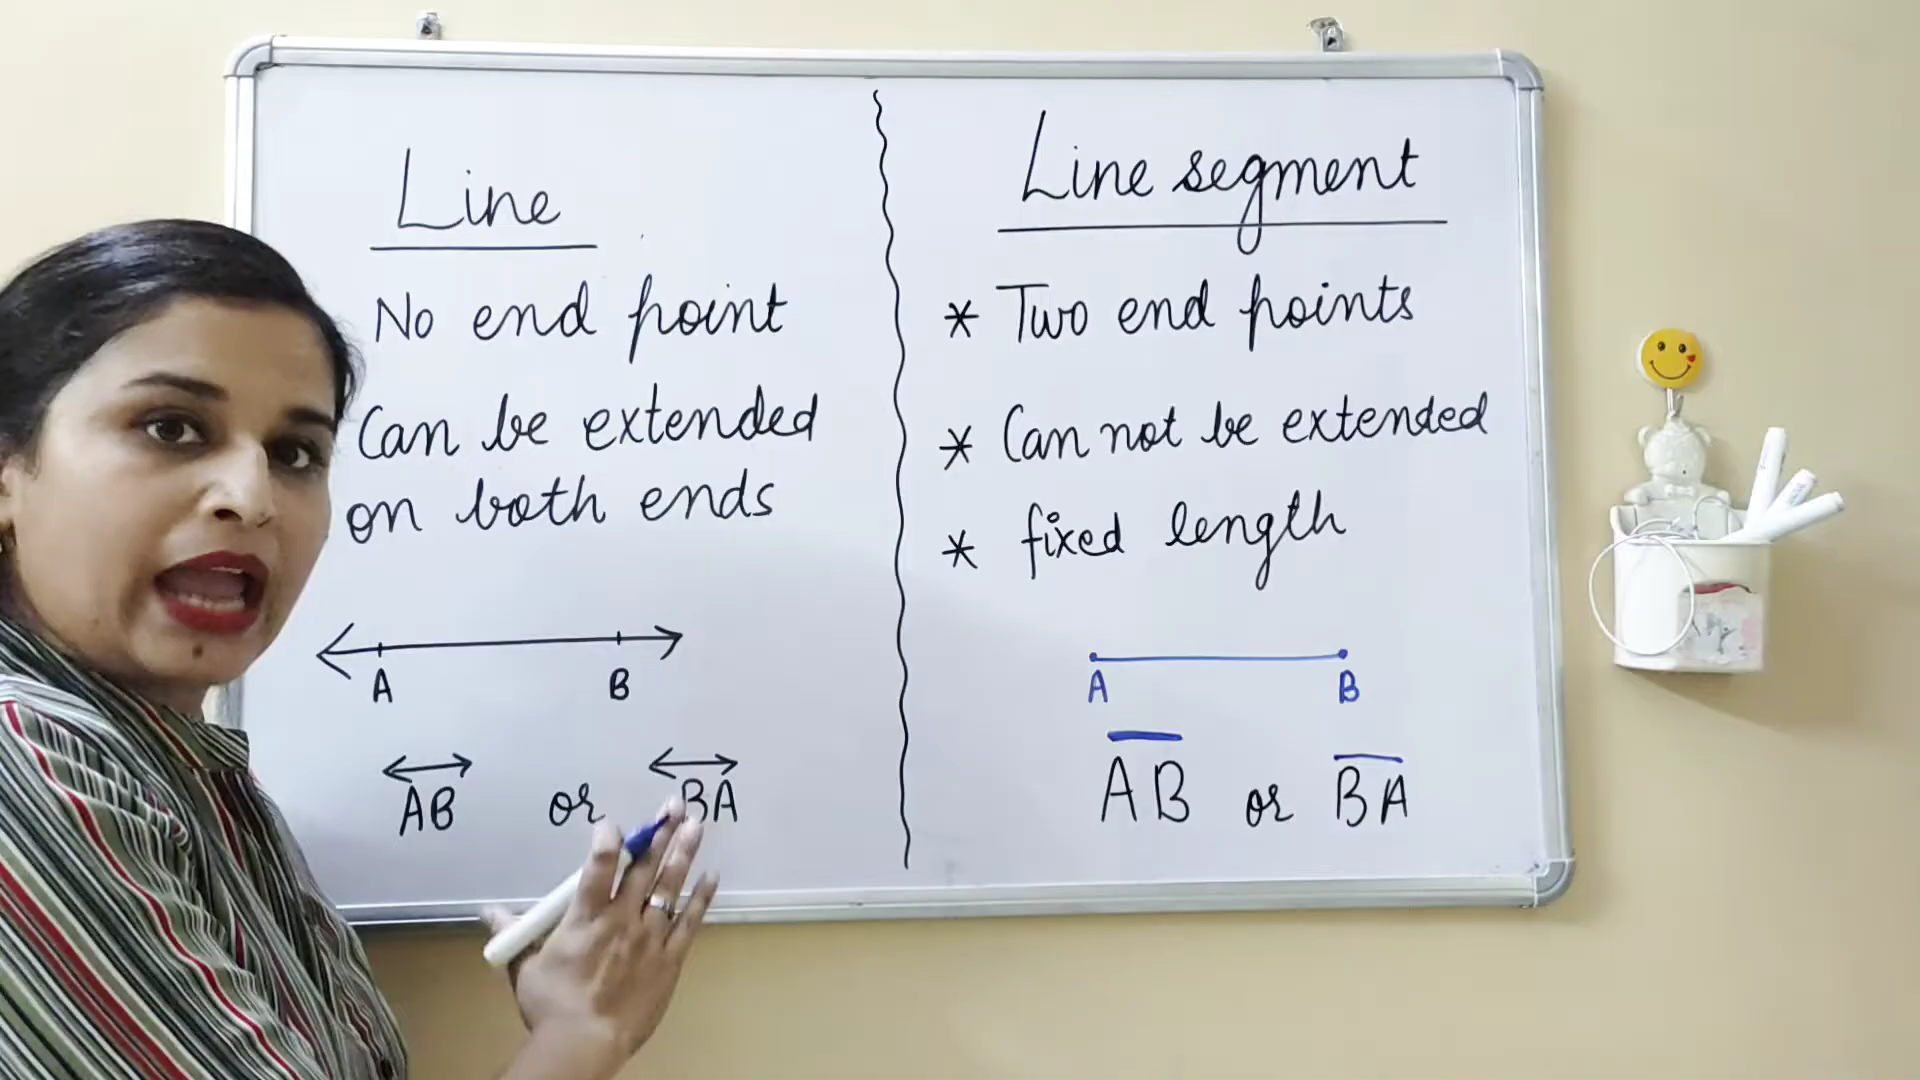 Line
No end point
Can be extended
on both ends
A B
AB or BA
Line segment
* Two end points
* Can not be extended
* fixed length
A B
AB or BA